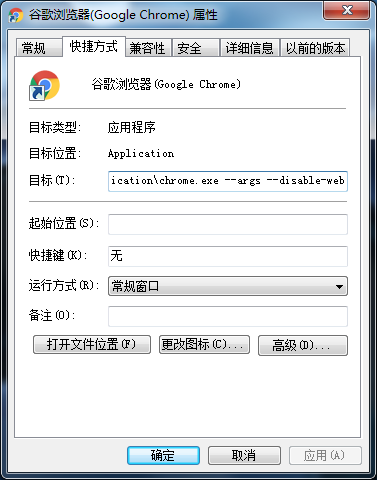 谷歌浏览器(Google Chrome) 属性
常规 快捷方式 兼容性 安全 详细信息 以前的版本
谷歌浏览器(Google Chrome)
目标类型: 应用程序
目标位置: Application
目标(T): ication\chrome.exe --args --disable-web
起始位置(S):
快捷键(K): 无
运行方式(R): 常规窗口
备注(O):
打开文件位置(F) 更改图标(C)... 高级(D)...
确定 取消 应用(A)